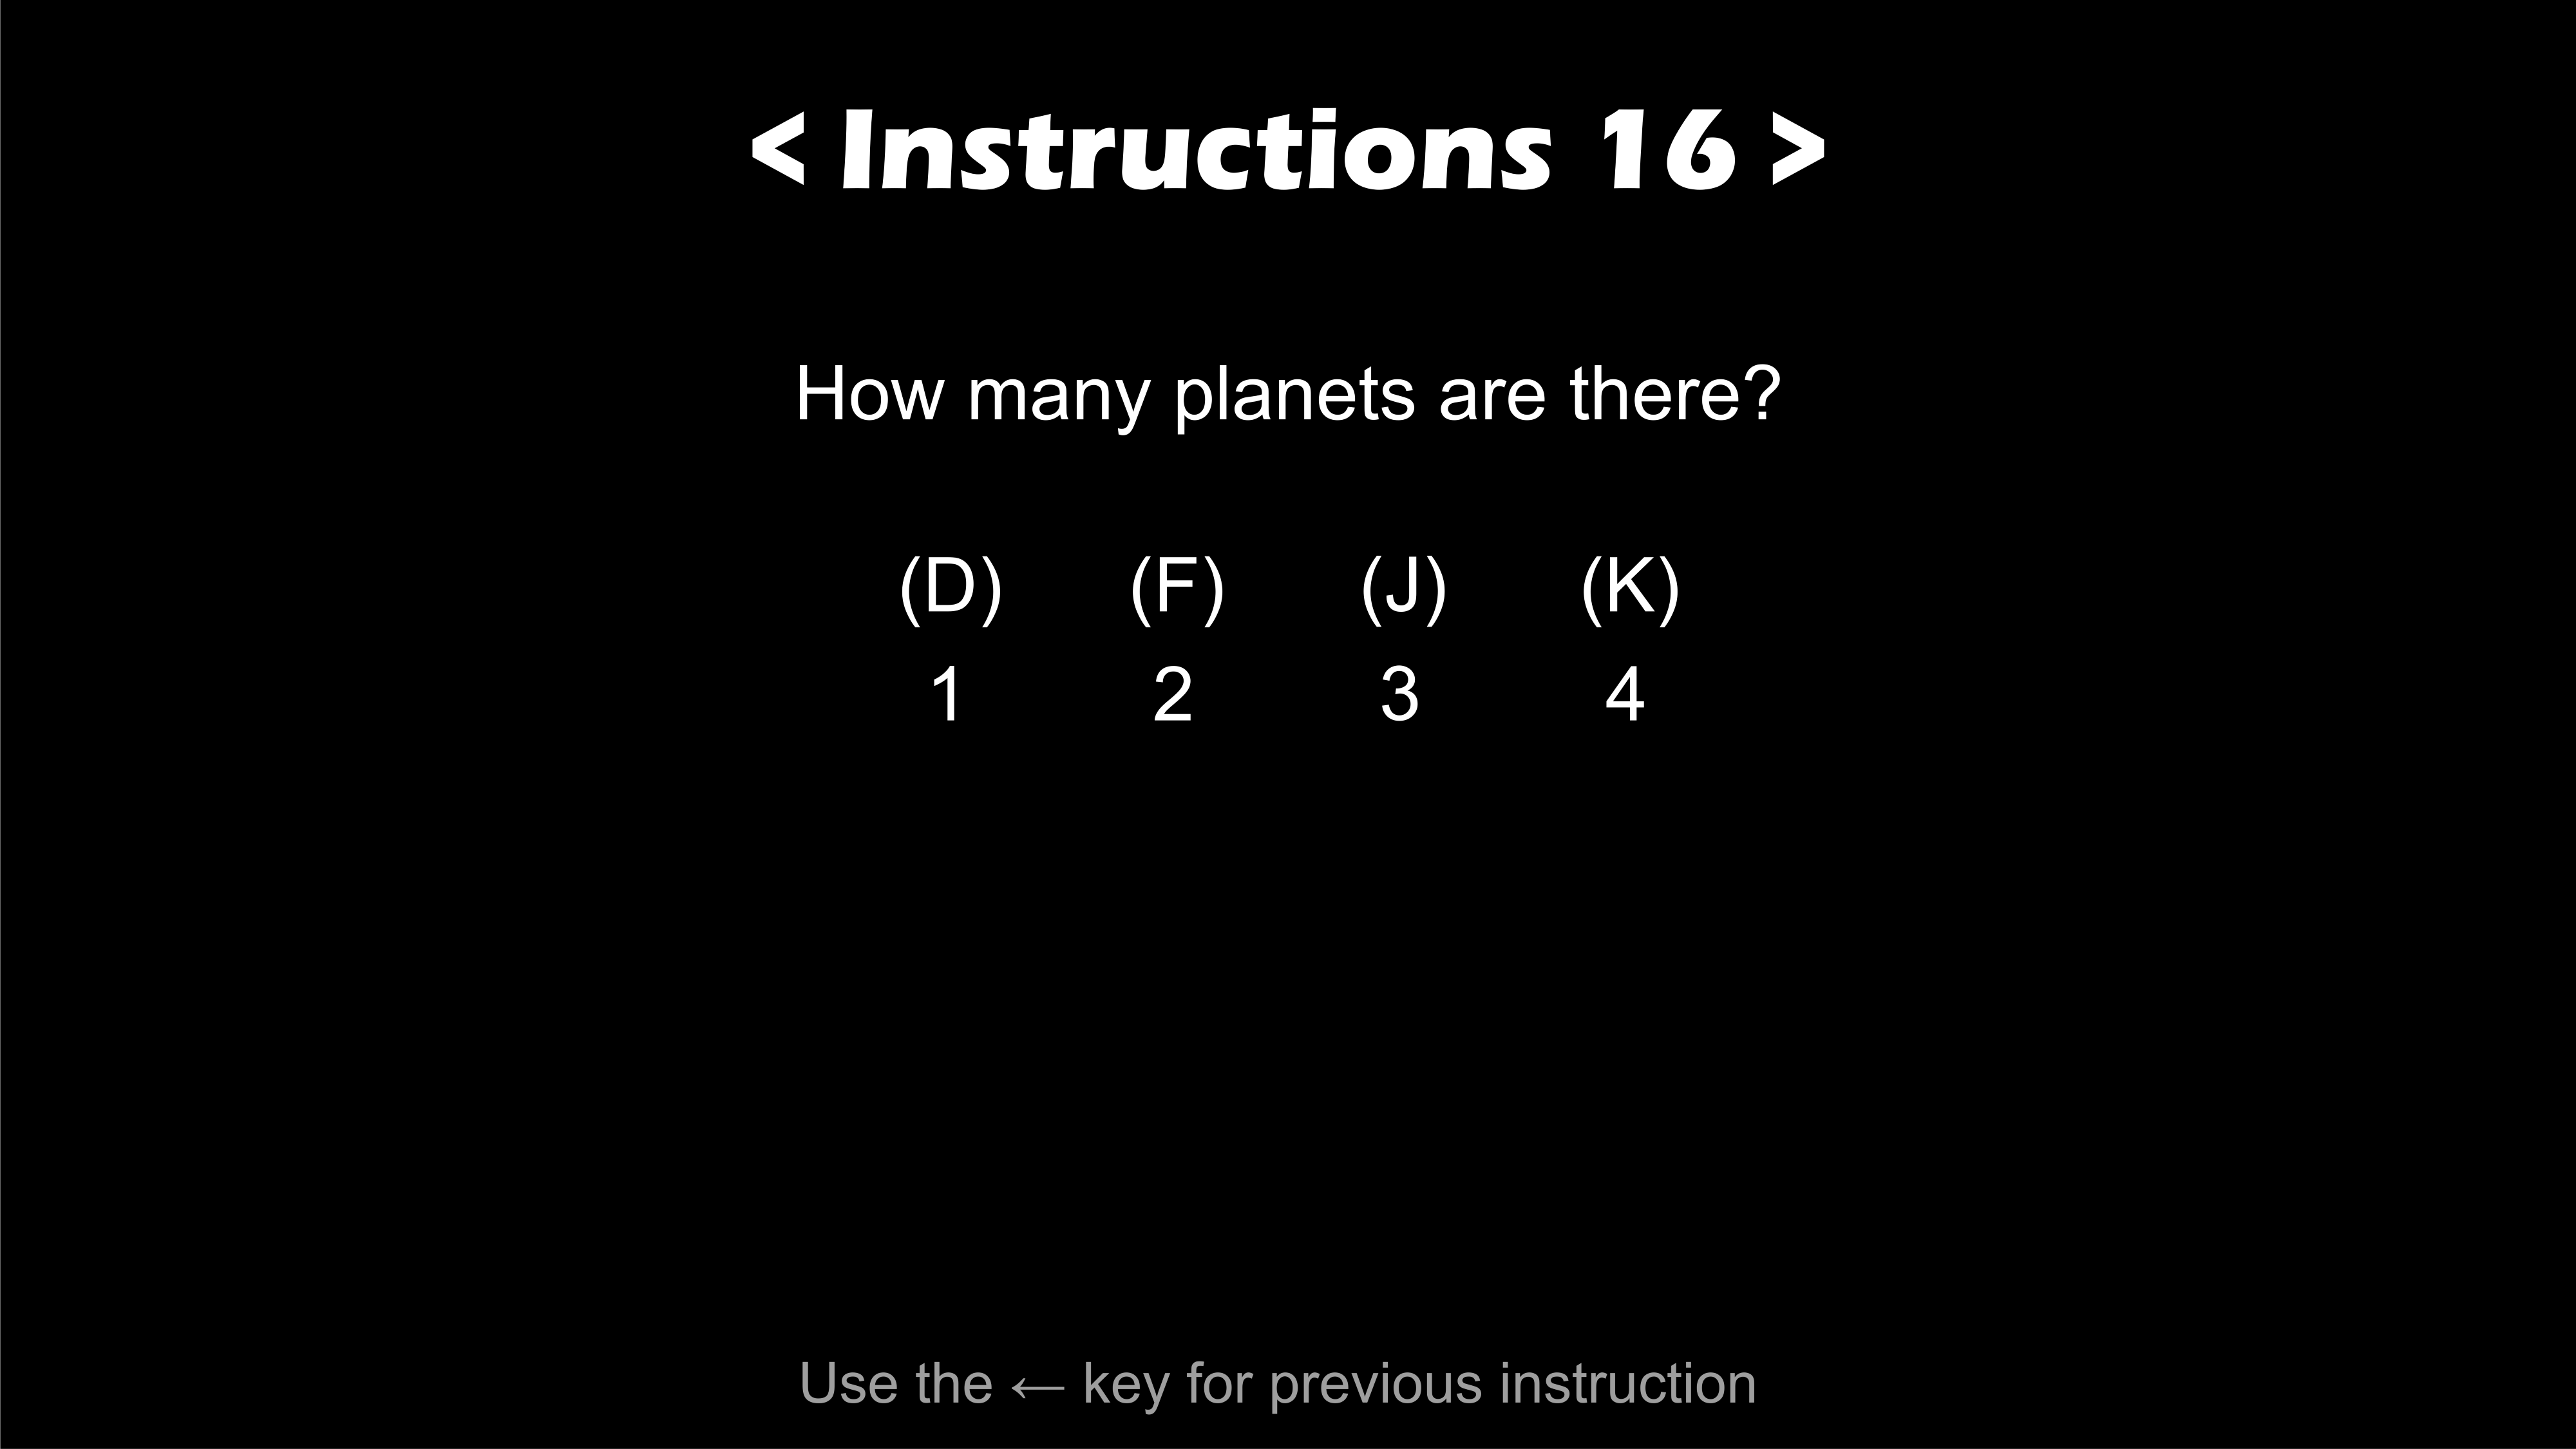 < Instructions 16 >
How many planets are there?
(D) (F) (J) (K)
1 2 3 4
Use the ← key for previous instruction